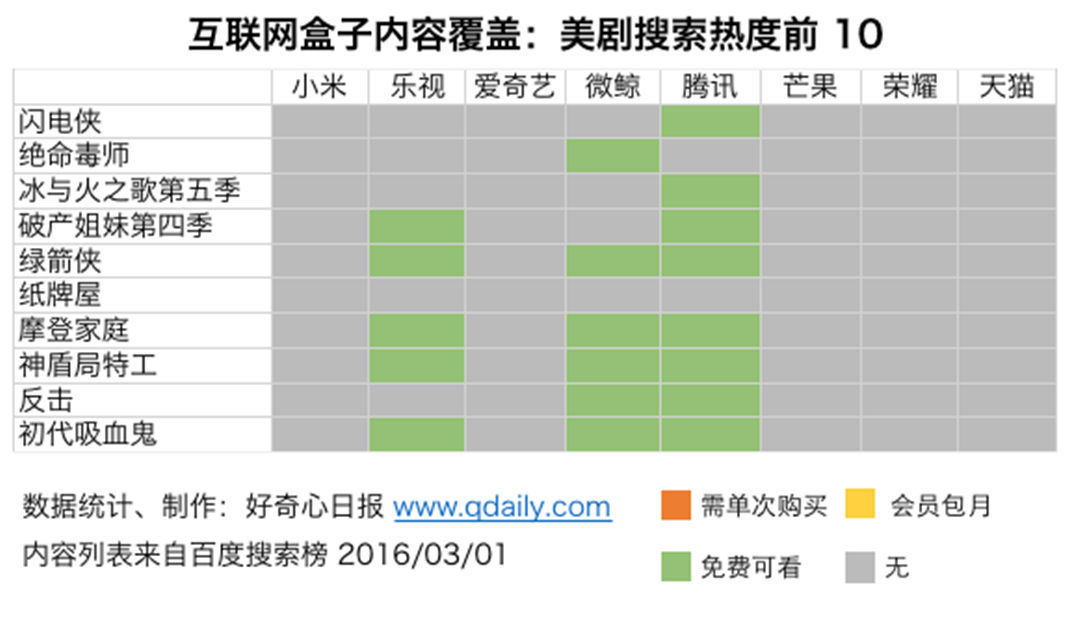 互联网盒子内容覆盖：美剧搜索热度前 10
小米 乐视 爱奇艺 微鲸 腾讯 芒果 荣耀 天猫
闪电侠
绝命毒师
冰与火之歌第五季
破产姐妹第四季
绿箭侠
纸牌屋
摩登家庭
神盾局特工
反击
初代吸血鬼
数据统计、制作：好奇心日报 www.qdaily.com
内容列表来自百度搜索榜 2016/03/01
需单次购买 会员包月
免费可看 无